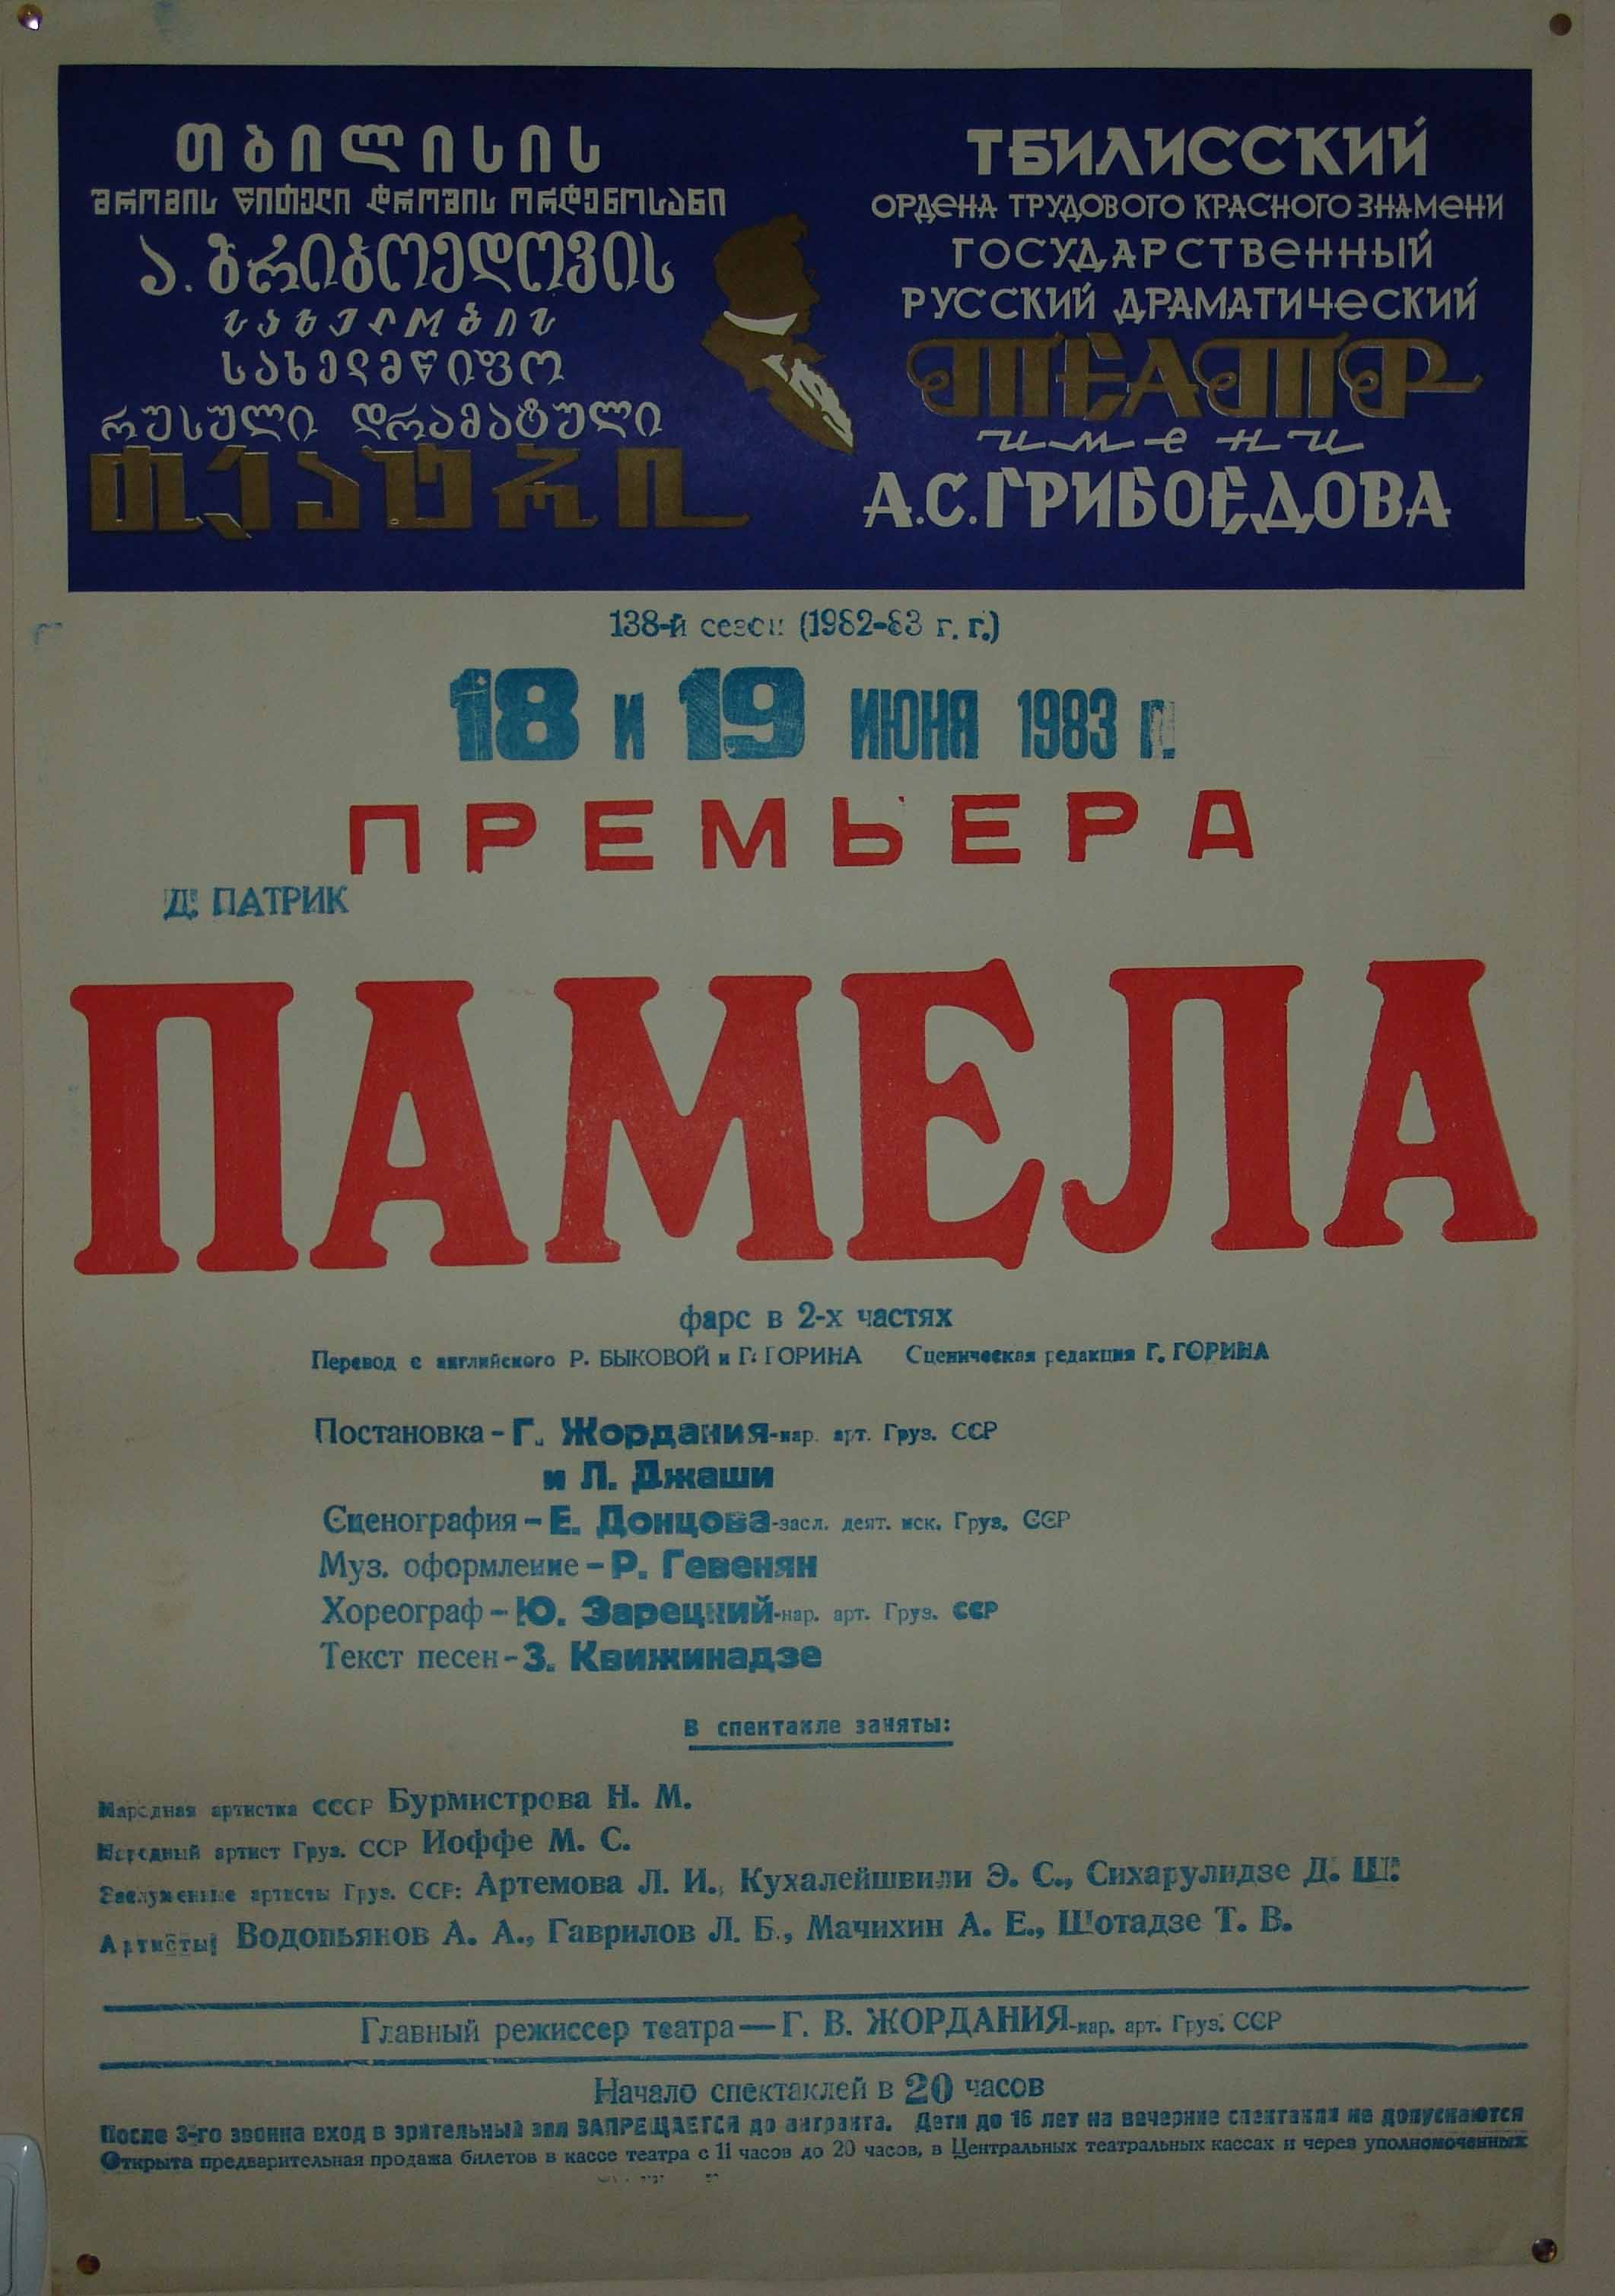 თბილისის
შრომის წითელი დროშის ორდენოსანი
ა. გრიბოედოვის
სახელობის
სახელმწიფო
რუსული დრამატული
თეატრი
ТБИЛИССКИЙ
ОРДЕНА ТРУДОВОГО КРАСНОГО ЗНАМЕНИ
ГОСУДАРСТВЕННЫЙ
РУССКИЙ ДРАМАТИЧЕСКИЙ
ТЕАТР
имени
А.С.ГРИБОЕДОВА
138-й сезон (1982-83 г. г.)
18 и 19 ИЮНЯ 1983 г.
ПРЕМЬЕРА
Д. ПАТРИК
ПАМЕЛА
фарс в 2-х частях
Перевод с английского Р. БЫКОВОЙ и Г. ГОРИНА Сценическая редакция Г. ГОРИНА
Постановка - Г. Жордания-нар. арт. Груз. ССР
и Л. Джаши
Сценография - Е. Донцова-засл. деят. иск. Груз. ССР
Муз. оформление - Р. Гевенян
Хореограф - Ю. Зарецкий-нар. арт. Груз. ССР
Текст песен - З. Квижинадзе
В спектакле заняты:
Народная артистка СССР Бурмистрова Н. М.
Народный артист Груз. ССР Иоффе М. С.
Заслуженные артисты Груз. ССР: Артемова Л. И., Кухалейшвили Э. С., Сихарулидзе Д. Ш.
Артисты: Водопьянов А. А., Гаврилов Л. Б., Мачихин А. Е., Шотадзе Т. В.
Главный режиссер театра — Г. В. ЖОРДАНИЯ-нар. арт. Груз. ССР
Начало спектаклей в 20 часов
После 3-го звонка вход в зрительный зал ЗАПРЕЩАЕТСЯ до антракта. Дети до 16 лет на вечерние спектакли не допускаются
Открыта предварительная продажа билетов в кассе театра с 11 часов до 20 часов, в Центральных театральных кассах и через уполномоченных